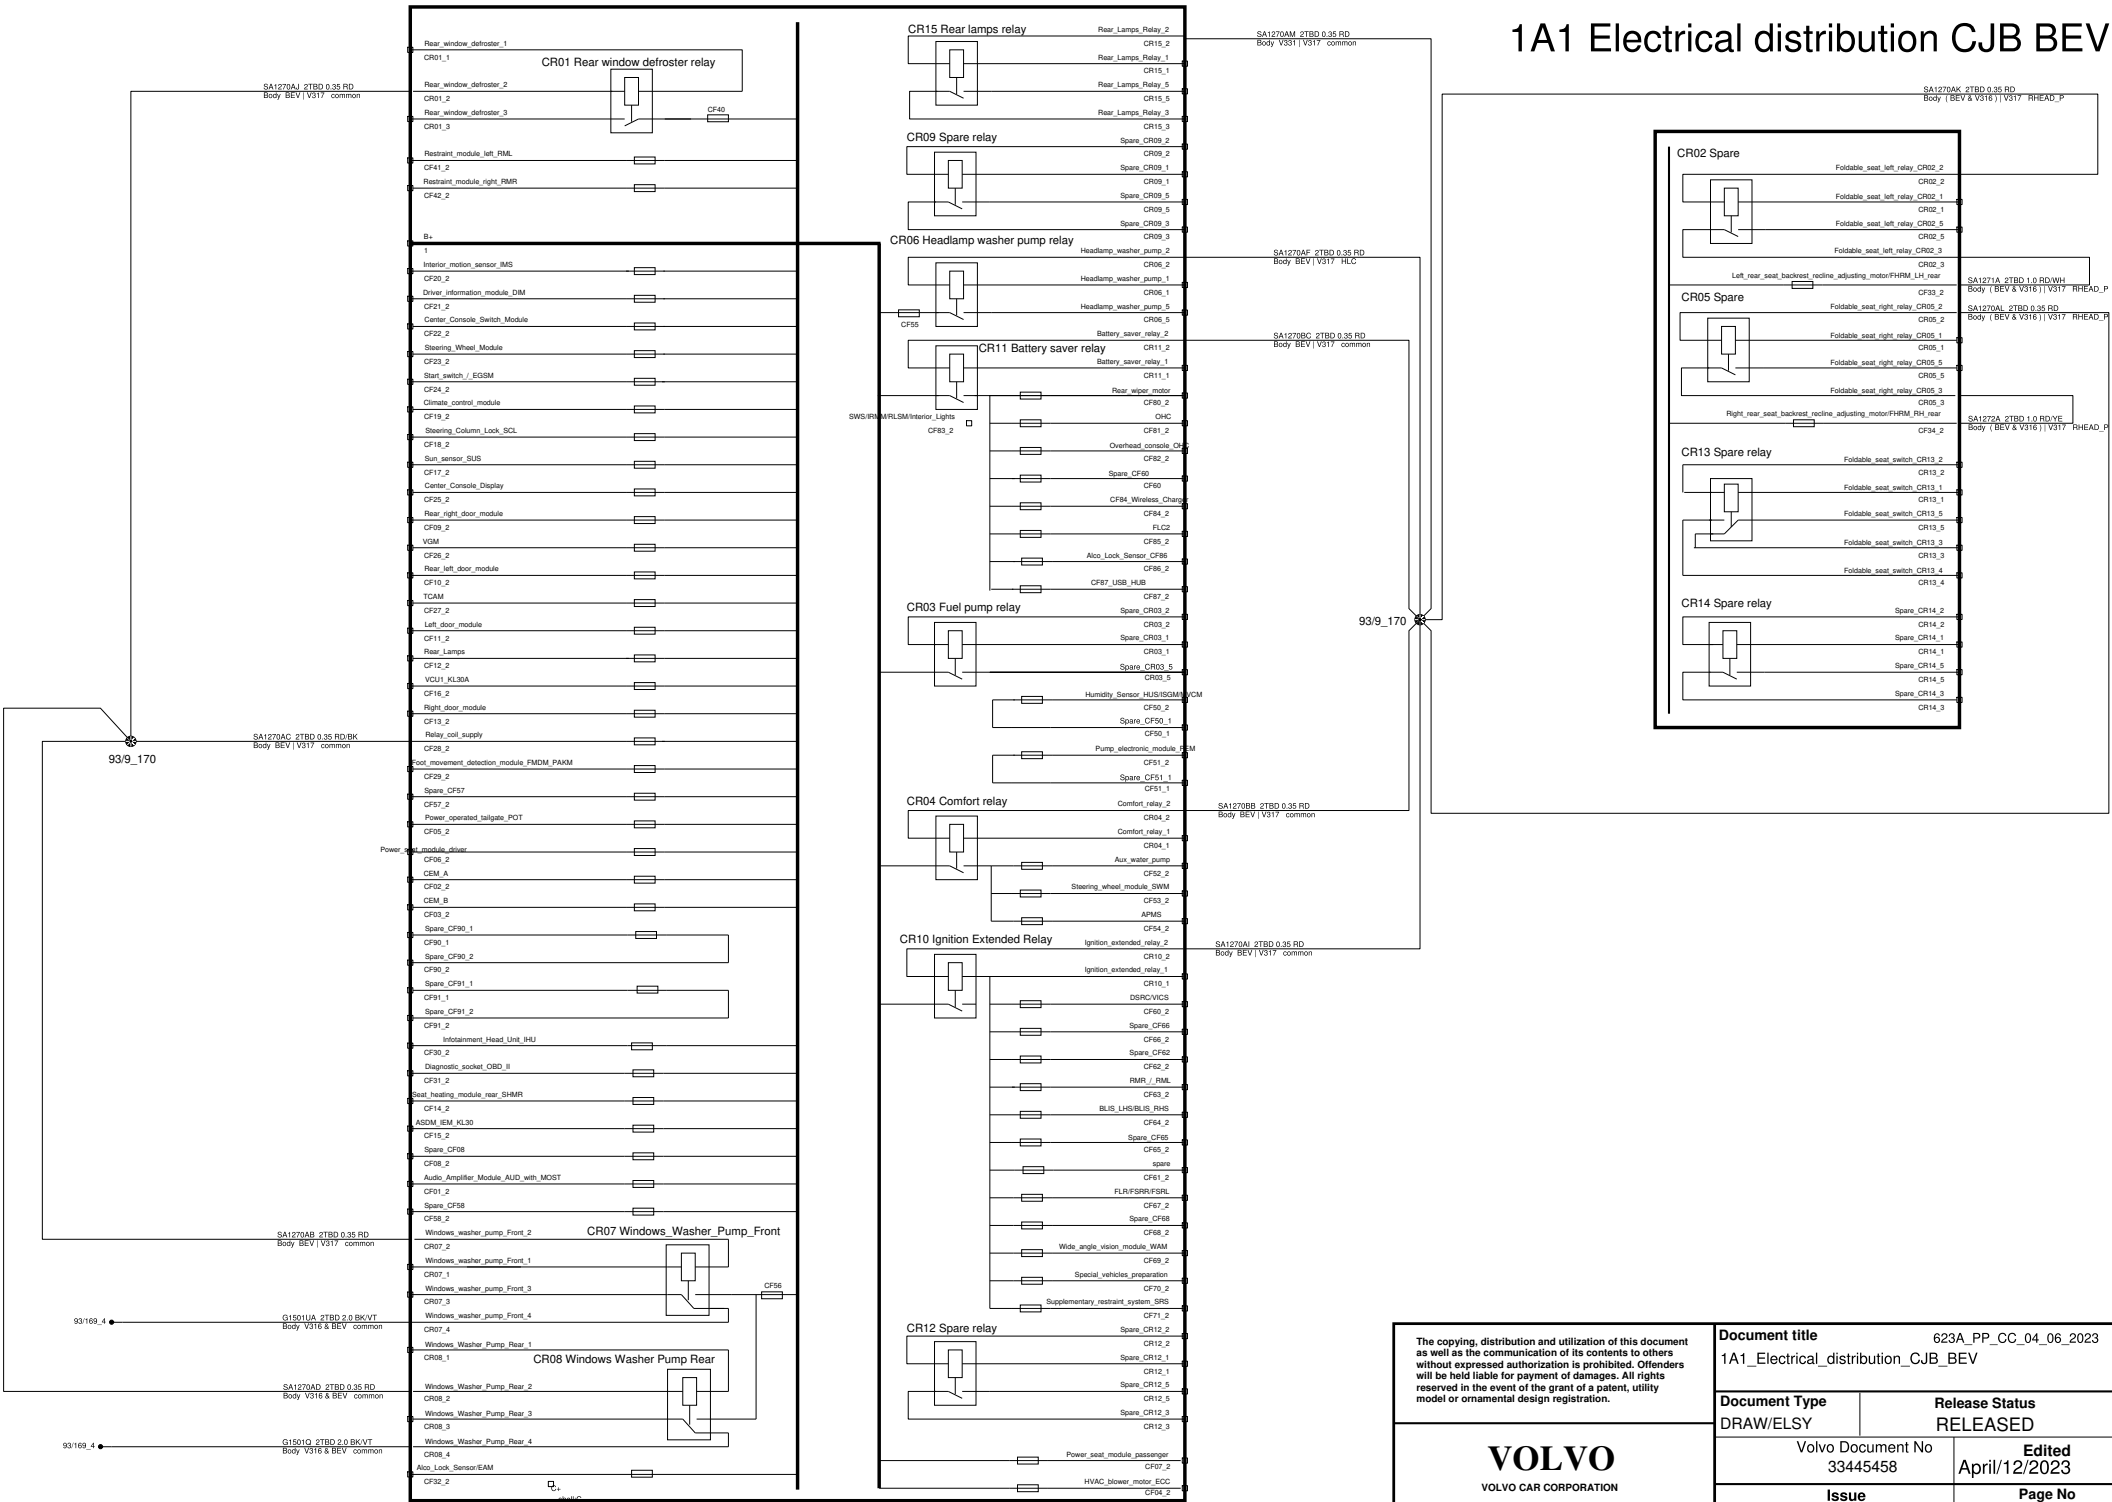 1A1 Electrical distribution CJB BEV
Rear_window_defroster_1
CR01_1
CR01 Rear window defroster relay
SA1270AJ 2TBD 0.35 RD
Body BEV | V317 common
Rear_window_defroster_2
CR01_2
CF40
Rear_window_defroster_3
CR01_3
Restraint_module_left_RML
CF41_2
Restraint_module_right_RMR
CF42_2
B+
1
Interior_motion_sensor_IMS
CF20_2
Driver_information_module_DIM
CF21_2
Center_Console_Switch_Module
CF22_2
Steering_Wheel_Module
CF23_2
Start_switch_/_EGSM
CF24_2
Climate_control_module
CF19_2
Steering_Column_Lock_SCL
CF18_2
Sun_sensor_SUS
CF17_2
Center_Console_Display
CF25_2
Rear_right_door_module
CF09_2
VGM
CF26_2
Rear_left_door_module
CF10_2
TCAM
CF27_2
Left_door_module
CF11_2
Rear_Lamps
CF12_2
VCU1_KL30A
CF16_2
Right_door_module
CF13_2
SA1270AC 2TBD 0.35 RD/BK
Body BEV | V317 common
93/9_170
Relay_coil_supply
CF28_2
Foot_movement_detection_module_FMDM_PAKM
CF29_2
Spare_CF57
CF57_2
Power_operated_tailgate_POT
CF05_2
Power_seat_module_driver
CF06_2
CEM_A
CF02_2
CEM_B
CF03_2
Spare_CF90_1
CF90_1
Spare_CF90_2
CF90_2
Spare_CF91_1
CF91_1
Spare_CF91_2
CF91_2
Infotainment_Head_Unit_IHU
CF30_2
Diagnostic_socket_OBD_II
CF31_2
Seat_heating_module_rear_SHMR
CF14_2
ASDM_IEM_KL30
CF15_2
Spare_CF08
CF08_2
Audio_Amplifier_Module_AUD_with_MOST
CF01_2
Spare_CF58
CF58_2
SA1270AB 2TBD 0.35 RD
Body BEV | V317 common
Windows_washer_pump_Front_2
CR07 Windows_Washer_Pump_Front
CR07_2
Windows_washer_pump_Front_1
CR07_1
Windows_washer_pump_Front_3
CF56
CR07_3
93/169_4
G1501UA 2TBD 2.0 BK/VT
Body V316 & BEV common
Windows_washer_pump_Front_4
CR07_4
Windows_Washer_Pump_Rear_1
CR08_1
CR08 Windows Washer Pump Rear
SA1270AD 2TBD 0.35 RD
Body V316 & BEV common
Windows_Washer_Pump_Rear_2
CR08_2
Windows_Washer_Pump_Rear_3
CR08_3
93/169_4
G1501Q 2TBD 2.0 BK/VT
Body V316 & BEV common
Windows_Washer_Pump_Rear_4
CR08_4
Alco_Lock_Sensor/EAM
CF32_2
C+
CR15 Rear lamps relay
Rear_Lamps_Relay_2
CR15_2
Rear_Lamps_Relay_1
CR15_1
Rear_Lamps_Relay_5
CR15_5
Rear_Lamps_Relay_3
CR15_3
SA1270AM 2TBD 0.35 RD
Body V331 | V317 common
CR09 Spare relay
Spare_CR09_2
CR09_2
Spare_CR09_1
CR09_1
Spare_CR09_5
CR09_5
Spare_CR09_3
CR09_3
CR06 Headlamp washer pump relay
Headlamp_washer_pump_2
CR06_2
Headlamp_washer_pump_1
CR06_1
Headlamp_washer_pump_5
CR06_5
CF55
SA1270AF 2TBD 0.35 RD
Body BEV | V317 HLC
Battery_saver_relay_2
CR11_2
CR11 Battery saver relay
Battery_saver_relay_1
CR11_1
SA1270BC 2TBD 0.35 RD
Body BEV | V317 common
Rear_wiper_motor
CF80_2
SWS/IRMM/RLSM/Interior_Lights
CF83_2
OHC
CF81_2
Overhead_console_OHC
CF82_2
Spare_CF60
CF60
CF84_Wireless_Charge
CF84_2
FLC2
CF85_2
Alco_Lock_Sensor_CF86
CF86_2
CF87_USB_HUB
CF87_2
CR03 Fuel pump relay
Spare_CR03_2
CR03_2
Spare_CR03_1
CR03_1
Spare_CR03_5
CR03_5
93/9_170
CF50_2
Spare_CF50_1
CF50_1
CF51_2
Spare_CF51_1
CF51_1
CR04 Comfort relay
Comfort_relay_2
CR04_2
Comfort_relay_1
CR04_1
SA1270BB 2TBD 0.35 RD
Body BEV | V317 common
Aux_water_pump
CF52_2
Steering_wheel_module_SWM
CF53_2
APMS
CF54_2
CR10 Ignition Extended Relay
Ignition_extended_relay_2
CR10_2
Ignition_extended_relay_1
CR10_1
SA1270AI 2TBD 0.35 RD
Body BEV | V317 common
DSRC/VICS
CF60_2
Spare_CF66
CF66_2
Spare_CF62
CF62_2
RMR_/_RML
CF63_2
BLIS_LHS/BLIS_RHS
CF64_2
Spare_CF65
CF65_2
spare
CF61_2
FLR/FSRR/FSRL
CF67_2
Spare_CF68
CF68_2
Wide_angle_vision_module_WAM
CF69_2
Special_vehicles_preparation
CF70_2
Supplementary_restraint_system_SRS
CF71_2
CR12 Spare relay
Spare_CR12_2
CR12_2
Spare_CR12_1
CR12_1
Spare_CR12_5
CR12_5
Spare_CR12_3
CR12_3
Power_seat_module_passenger
CF07_2
HVAC_blower_motor_ECC
CF04_2
SA1270AK 2TBD 0.35 RD
Body ( BEV & V316 ) | V317 RHEAD_P
CR02 Spare
Foldable_seat_left_relay_CR02_2
CR02_2
Foldable_seat_left_relay_CR02_1
CR02_1
Foldable_seat_left_relay_CR02_5
CR02_5
Foldable_seat_left_relay_CR02_3
CR02_3
Left_rear_seat_backrest_recline_adjusting_motor/FHRM_LH_rear
CF33_2
SA1271A 2TBD 1.0 RD/WH
Body ( BEV & V316 ) | V317 RHEAD_P
CR05 Spare
Foldable_seat_right_relay_CR05_2
CR05_2
SA1270AL 2TBD 0.35 RD
Body ( BEV & V316 ) | V317 RHEAD_P
Foldable_seat_right_relay_CR05_1
CR05_1
Foldable_seat_right_relay_CR05_5
CR05_5
Foldable_seat_right_relay_CR05_3
CR05_3
Right_rear_seat_backrest_recline_adjusting_motor/FHRM_RH_rear
CF34_2
SA1272A 2TBD 1.0 RD/YE
Body ( BEV & V316 ) | V317 RHEAD_P
CR13 Spare relay
Foldable_seat_switch_CR13_2
CR13_2
Foldable_seat_switch_CR13_1
CR13_1
Foldable_seat_switch_CR13_5
CR13_5
Foldable_seat_switch_CR13_3
CR13_3
Foldable_seat_switch_CR13_4
CR13_4
CR14 Spare relay
Spare_CR14_2
CR14_2
Spare_CR14_1
CR14_1
Spare_CR14_5
CR14_5
Spare_CR14_3
CR14_3
The copying, distribution and utilization of this document
as well as the communication of its contents to others
without expressed authorization is prohibited. Offenders
will be held liable for payment of damages. All rights
reserved in the event of the grant of a patent, utility
model or ornamental design registration.
VOLVO
VOLVO CAR CORPORATION
Document title
623A_PP_CC_04_06_2023
1A1_Electrical_distribution_CJB_BEV
Document Type
DRAW/ELSY
Release Status
RELEASED
Volvo Document No
33445458
Edited
April/12/2023
Issue
Page No